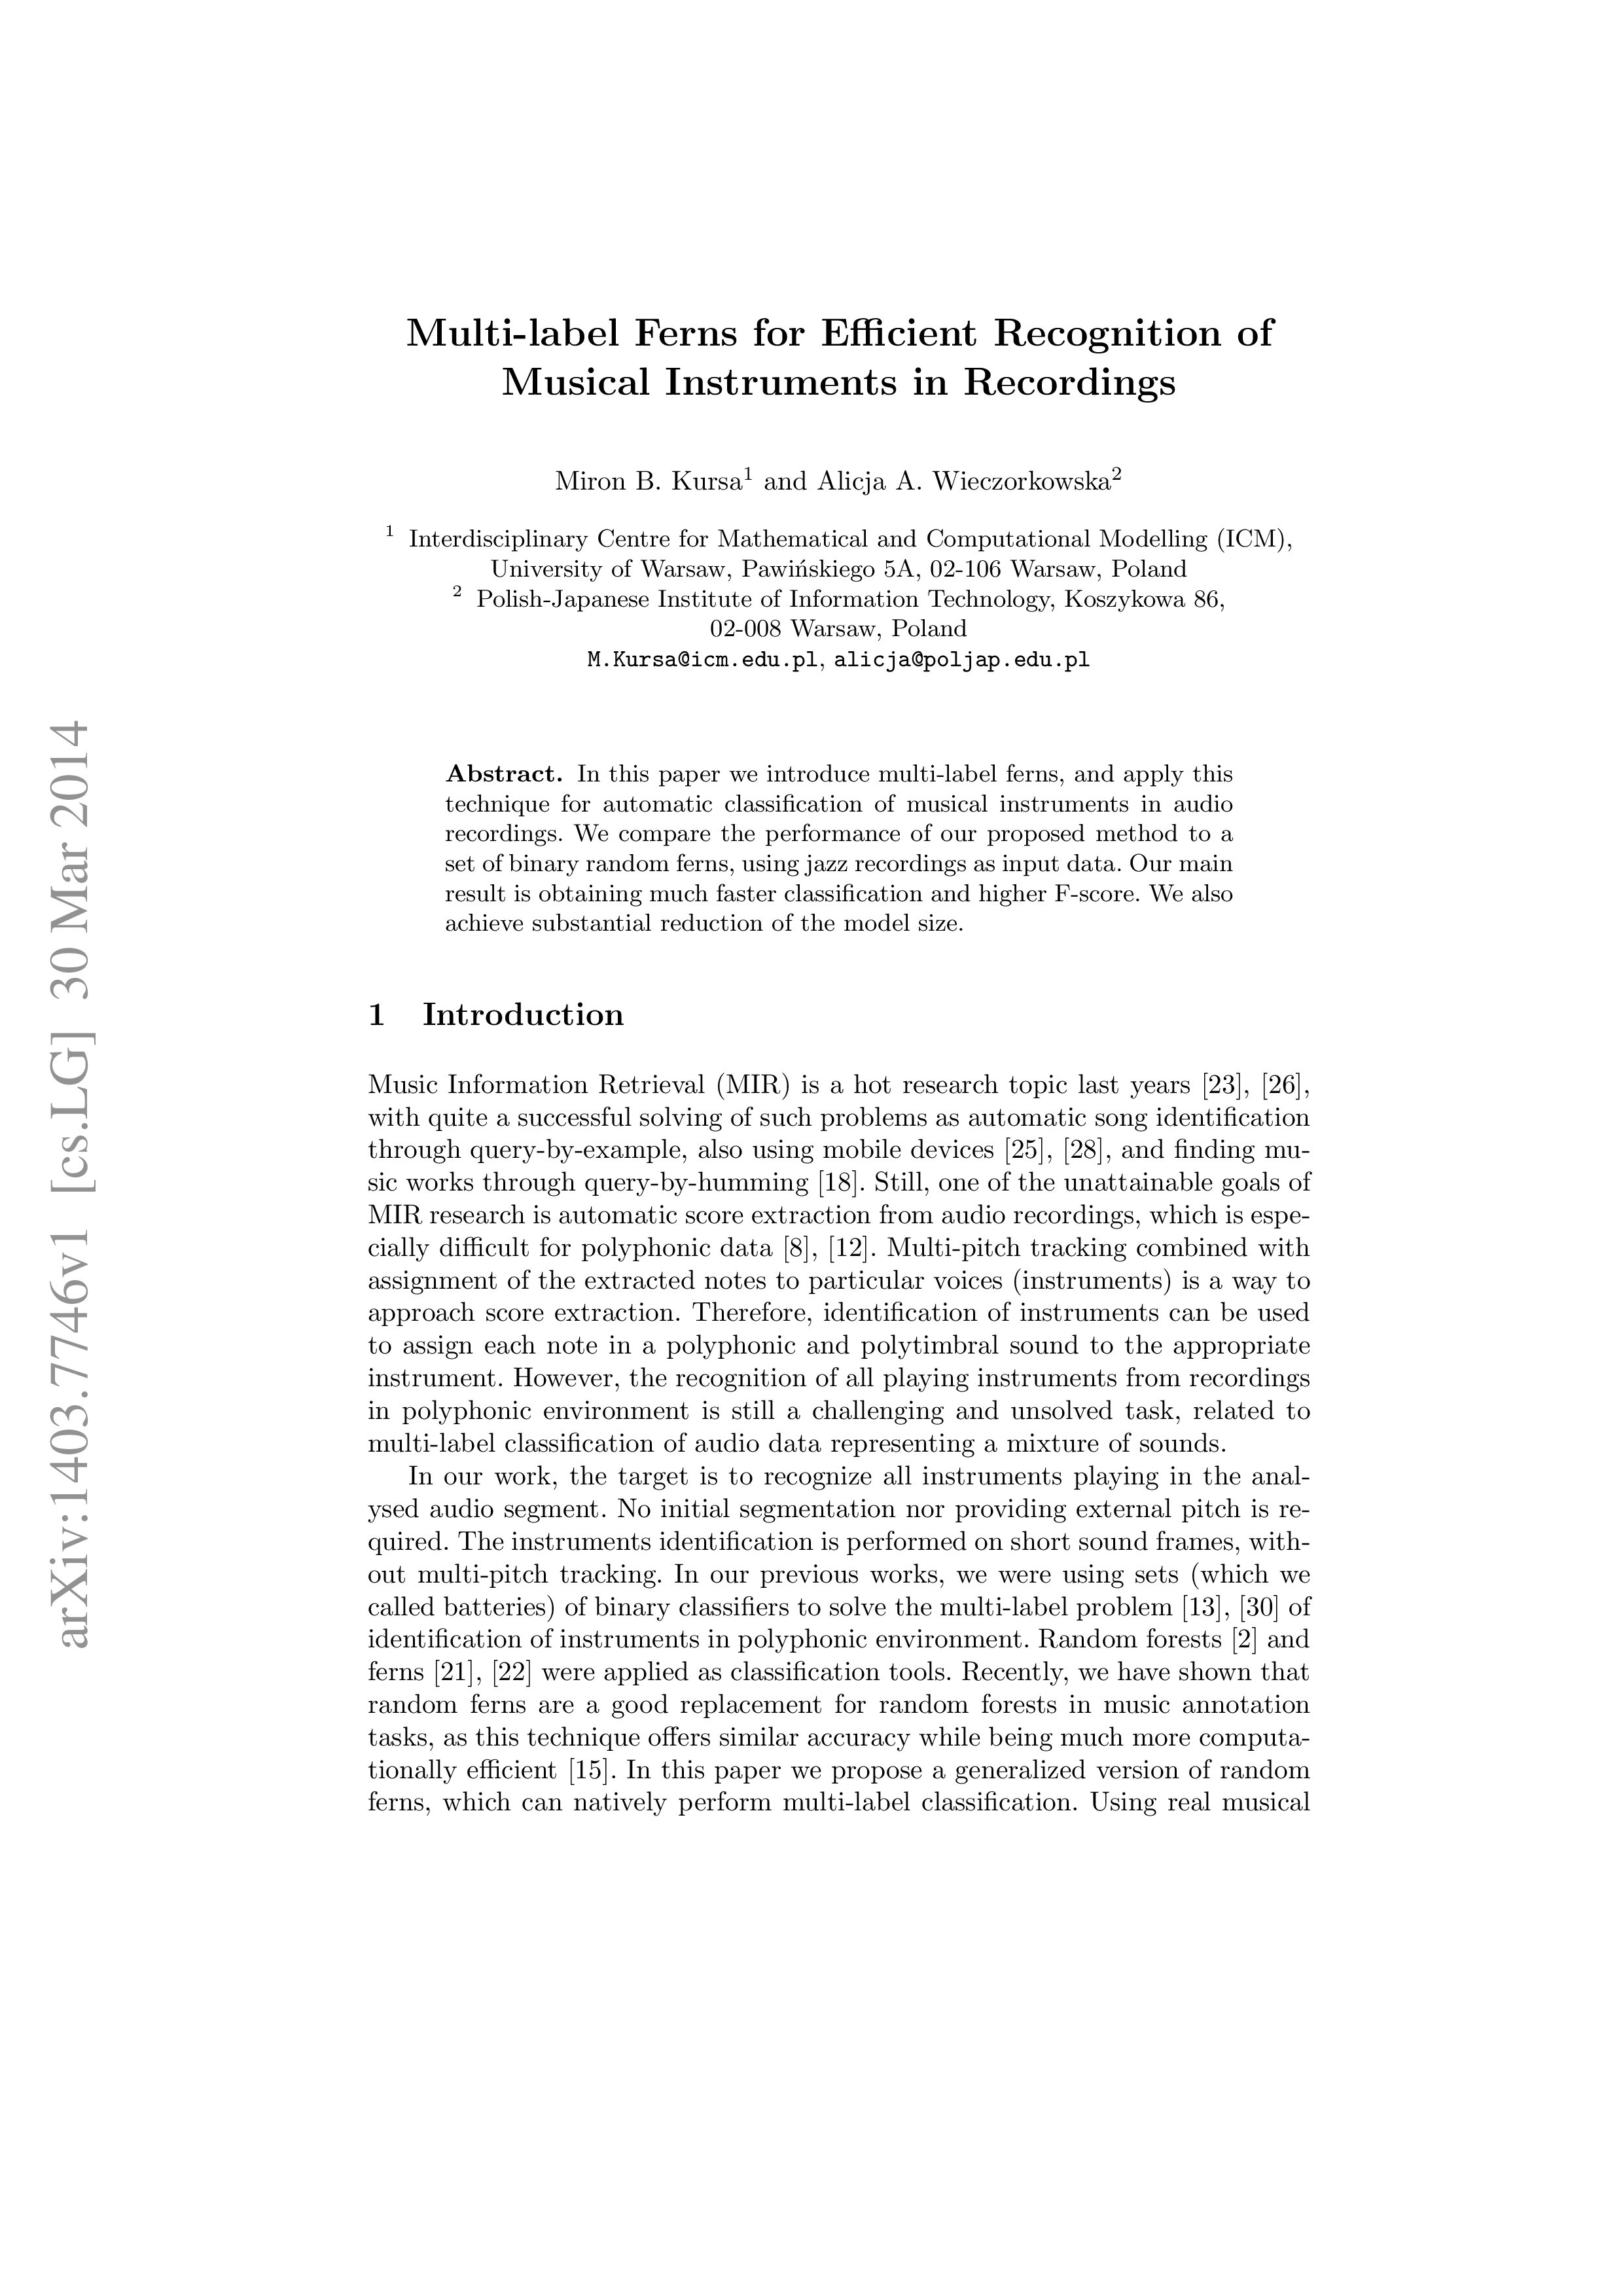 Multi-label Ferns for Efficient Recognition of
Musical Instruments in Recordings
Miron B. Kursa1 and Alicja A. Wieczorkowska2
1 Interdisciplinary Centre for Mathematical and Computational Modelling (ICM),
University of Warsaw, Pawińskiego 5A, 02-106 Warsaw, Poland
2 Polish-Japanese Institute of Information Technology, Koszykowa 86,
02-008 Warsaw, Poland
M.Kursa@icm.edu.pl, alicja@poljap.edu.pl
Abstract. In this paper we introduce multi-label ferns, and apply this
technique for automatic classification of musical instruments in audio
recordings. We compare the performance of our proposed method to a
set of binary random ferns, using jazz recordings as input data. Our main
result is obtaining much faster classification and higher F-score. We also
achieve substantial reduction of the model size.
1 Introduction
Music Information Retrieval (MIR) is a hot research topic last years [23], [26],
with quite a successful solving of such problems as automatic song identification
through query-by-example, also using mobile devices [25], [28], and finding mu-
sic works through query-by-humming [18]. Still, one of the unattainable goals of
MIR research is automatic score extraction from audio recordings, which is espe-
cially difficult for polyphonic data [8], [12]. Multi-pitch tracking combined with
assignment of the extracted notes to particular voices (instruments) is a way to
approach score extraction. Therefore, identification of instruments can be used
to assign each note in a polyphonic and polytimbral sound to the appropriate
instrument. However, the recognition of all playing instruments from recordings
in polyphonic environment is still a challenging and unsolved task, related to
multi-label classification of audio data representing a mixture of sounds.
In our work, the target is to recognize all instruments playing in the anal-
ysed audio segment. No initial segmentation nor providing external pitch is re-
quired. The instruments identification is performed on short sound frames, with-
out multi-pitch tracking. In our previous works, we were using sets (which we
called batteries) of binary classifiers to solve the multi-label problem [13], [30] of
identification of instruments in polyphonic environment. Random forests [2] and
ferns [21], [22] were applied as classification tools. Recently, we have shown that
random ferns are a good replacement for random forests in music annotation
tasks, as this technique offers similar accuracy while being much more computa-
tionally efficient [15]. In this paper we propose a generalized version of random
ferns, which can natively perform multi-label classification. Using real musical
arXiv:1403.7746v1 [cs.LG] 30 Mar 2014